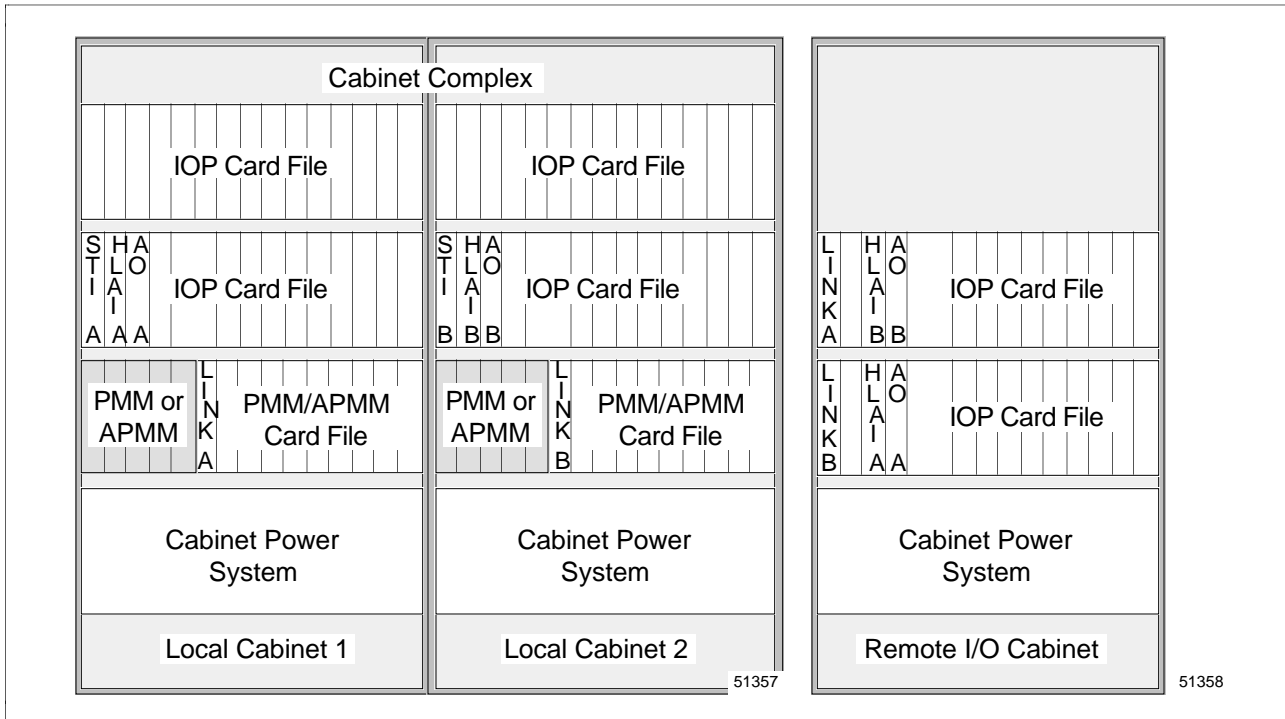 Cabinet Complex
IOP Card File
IOP Card File
STI A
HLAI A
AO A
IOP Card File
STI B
HLAI B
AO B
IOP Card File
LINK A
HLAI B
AO B
IOP Card File
PMM or
APMM
LINK A
PMM/APMM
Card File
PMM or
APMM
LINK B
PMM/APMM
Card File
LINK B
HLAI A
AO A
IOP Card File
Cabinet Power
System
Cabinet Power
System
Cabinet Power
System
Local Cabinet 1
Local Cabinet 2
Remote I/O Cabinet
51357
51358